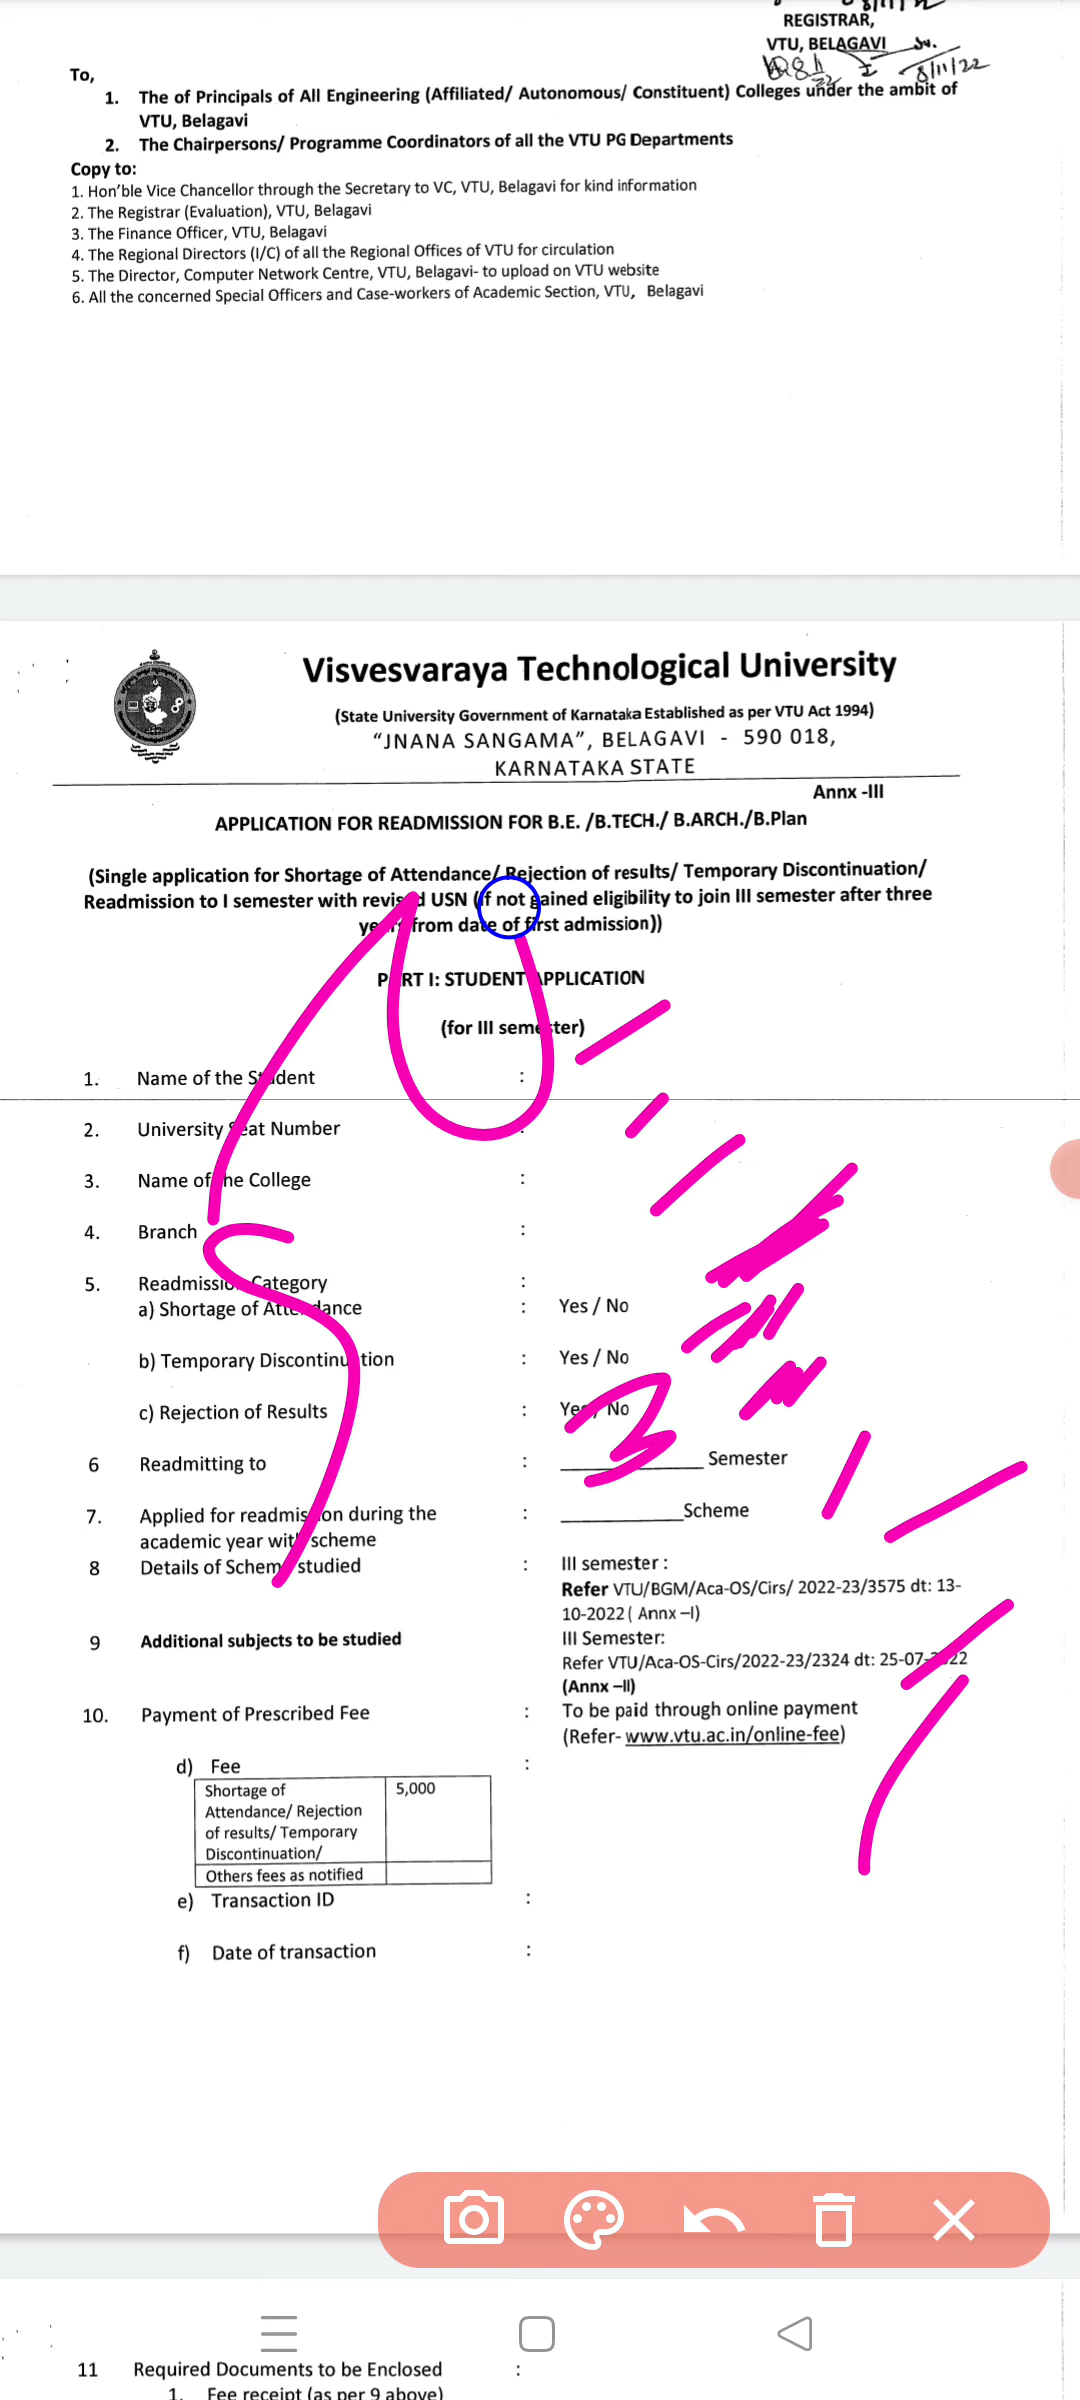 REGISTRAR,
VTU, BELAGAVI
8/11/22
To,
1. The of Principals of All Engineering (Affiliated/ Autonomous/ Constituent) Colleges under the ambit of
VTU, Belagavi
2. The Chairpersons/ Programme Coordinators of all the VTU PG Departments
Copy to:
1. Hon'ble Vice Chancellor through the Secretary to VC, VTU, Belagavi for kind information
2. The Registrar (Evaluation), VTU, Belagavi
3. The Finance Officer, VTU, Belagavi
4. The Regional Directors (I/C) of all the Regional Offices of VTU for circulation
5. The Director, Computer Network Centre, VTU, Belagavi- to upload on VTU website
6. All the concerned Special Officers and Case-workers of Academic Section, VTU, Belagavi
Visvesvaraya Technological University
(State University Government of Karnataka Established as per VTU Act 1994)
"JNANA SANGAMA", BELAGAVI - 590 018,
KARNATAKA STATE
Annx -III
APPLICATION FOR READMISSION FOR B.E. /B.TECH./ B.ARCH./B.Plan
(Single application for Shortage of Attendance/ Rejection of results/ Temporary Discontinuation/
Readmission to I semester with revised USN (if not gained eligibility to join III semester after three
years from date of first admission))
PART I: STUDENT APPLICATION
(for III semester)
1. Name of the Student :
2. University Seat Number :
3. Name of the College :
4. Branch :
5. Readmission Category :
a) Shortage of Attendance : Yes / No
b) Temporary Discontinuation : Yes / No
c) Rejection of Results : Yes / No
6 Readmitting to : ______________ Semester
7. Applied for readmission during the : ____________Scheme
academic year with scheme
8 Details of Scheme studied : III semester :
Refer VTU/BGM/Aca-OS/Cirs/ 2022-23/3575 dt: 13-
10-2022 ( Annx –I)
9 Additional subjects to be studied III Semester:
Refer VTU/Aca-OS-Cirs/2022-23/2324 dt: 25-07-2022
(Annx –II)
10. Payment of Prescribed Fee : To be paid through online payment
(Refer- www.vtu.ac.in/online-fee)
d) Fee :
Shortage of 5,000
Attendance/ Rejection
of results/ Temporary
Discontinuation/
Others fees as notified
e) Transaction ID :
f) Date of transaction :
11 Required Documents to be Enclosed :
1. Fee receipt (as per 9 above)